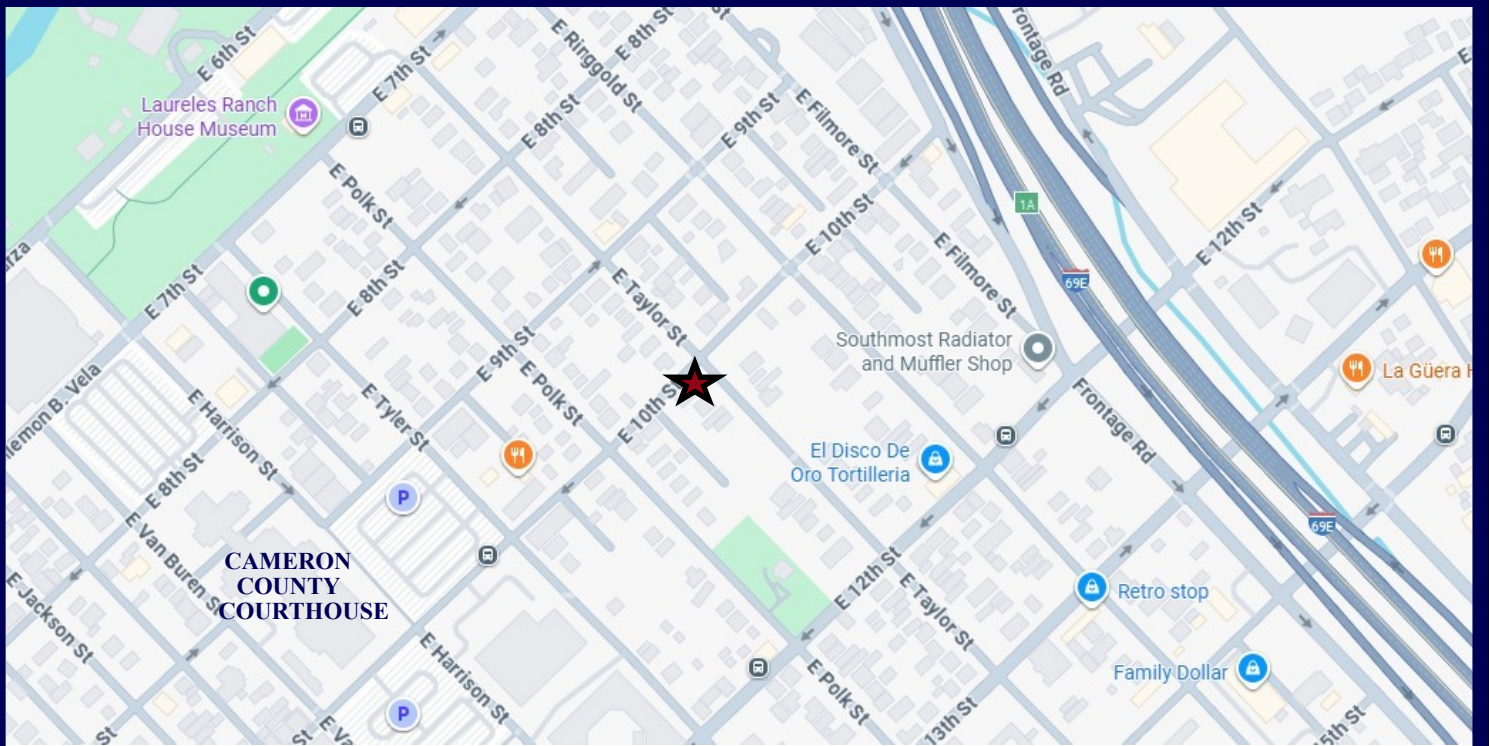 E 6th St
E 7th St
E Ringgold St
E 8th St
Frontage Rd
Laureles Ranch
House Museum
E 8th St
E 9th St
E Filmore St
E Polk St
E 10th St
1A
E 12th St
E 7th St
E 8th St
E Taylor St
E Filmore St
69E
E 9th St
E Polk St
Southmost Radiator
and Muffler Shop
La Güera
E Harrison St
E Tyler St
E 10th St
Frontage Rd
El Disco De
Oro Tortilleria
E 8th St
P
69E
E Van Buren St
CAMERON
COUNTY
COURTHOUSE
E Jackson St
E 12th St
E Taylor St
Retro stop
E Harrison St
E Polk St
Family Dollar
P
13th St
St
St